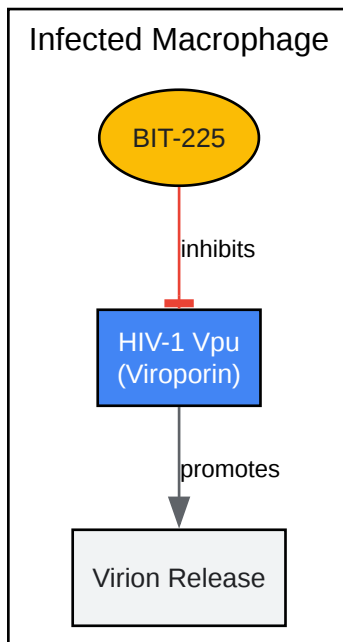 Infected Macrophage
BIT-225
inhibits
HIV-1 Vpu
(Viroporin)
promotes
Virion Release